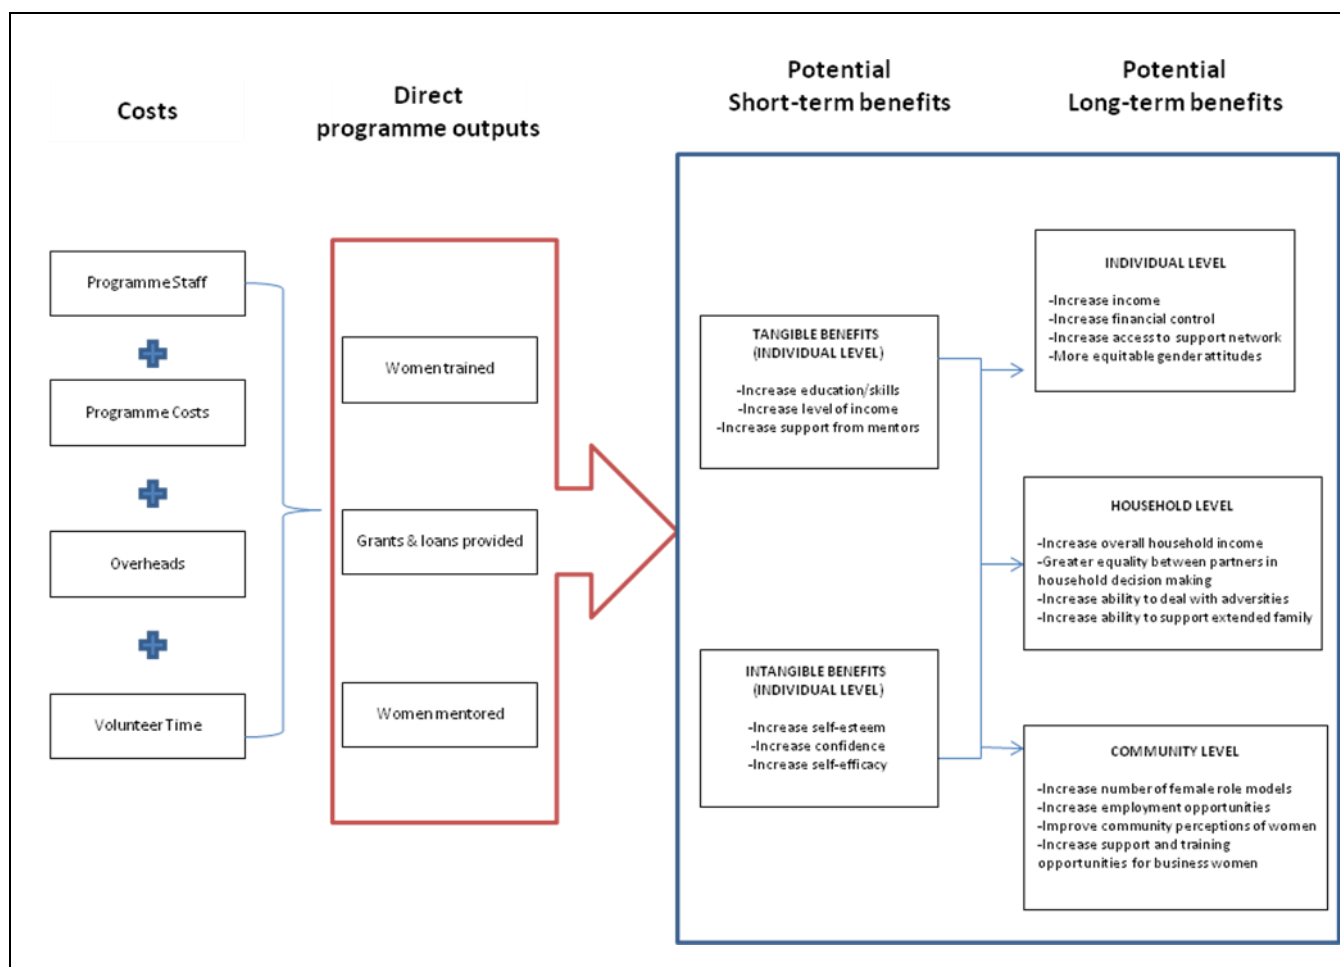 Costs
Direct
programme outputs
Potential
Short-term benefits
Potential
Long-term benefits
Programme Staff
Programme Costs
Overheads
Volunteer Time
Women trained
Grants & loans provided
Women mentored
TANGIBLE BENEFITS
(INDIVIDUAL LEVEL)
-Increase education/skills
-Increase level of income
-Increase support from mentors
INTANGIBLE BENEFITS
(INDIVIDUAL LEVEL)
-Increase self-esteem
-Increase confidence
-Increase self-efficacy
INDIVIDUAL LEVEL
-Increase income
-Increase financial control
-Increase access to support network
-More equitable gender attitudes
HOUSEHOLD LEVEL
-Increase overall household income
-Greater equality between partners in
household decision making
-Increase ability to deal with adversities
-Increase ability to support extended family
COMMUNITY LEVEL
-Increase number of female role models
-Increase employment opportunities
-Improve community perceptions of women
-Increase support and training
opportunities for business women